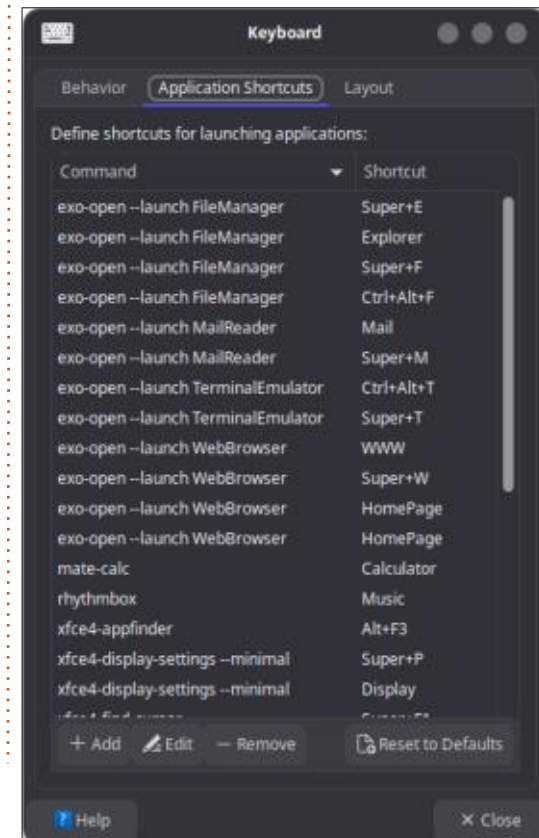 Keyboard
Behavior Application Shortcuts Layout
Define shortcuts for launching applications:
Command Shortcut
exo-open --launch FileManager Super+E
exo-open --launch FileManager Explorer
exo-open --launch FileManager Super+F
exo-open --launch FileManager Ctrl+Alt+F
exo-open --launch MailReader Mail
exo-open --launch MailReader Super+M
exo-open --launch TerminalEmulator Ctrl+Alt+T
exo-open --launch TerminalEmulator Super+T
exo-open --launch WebBrowser WWW
exo-open --launch WebBrowser Super+W
exo-open --launch WebBrowser HomePage
exo-open --launch WebBrowser HomePage
mate-calc Calculator
rhythmbox Music
xfce4-appfinder Alt+F3
xfce4-display-settings --minimal Super+P
xfce4-display-settings --minimal Display
+ Add Edit − Remove Reset to Defaults
? Help × Close